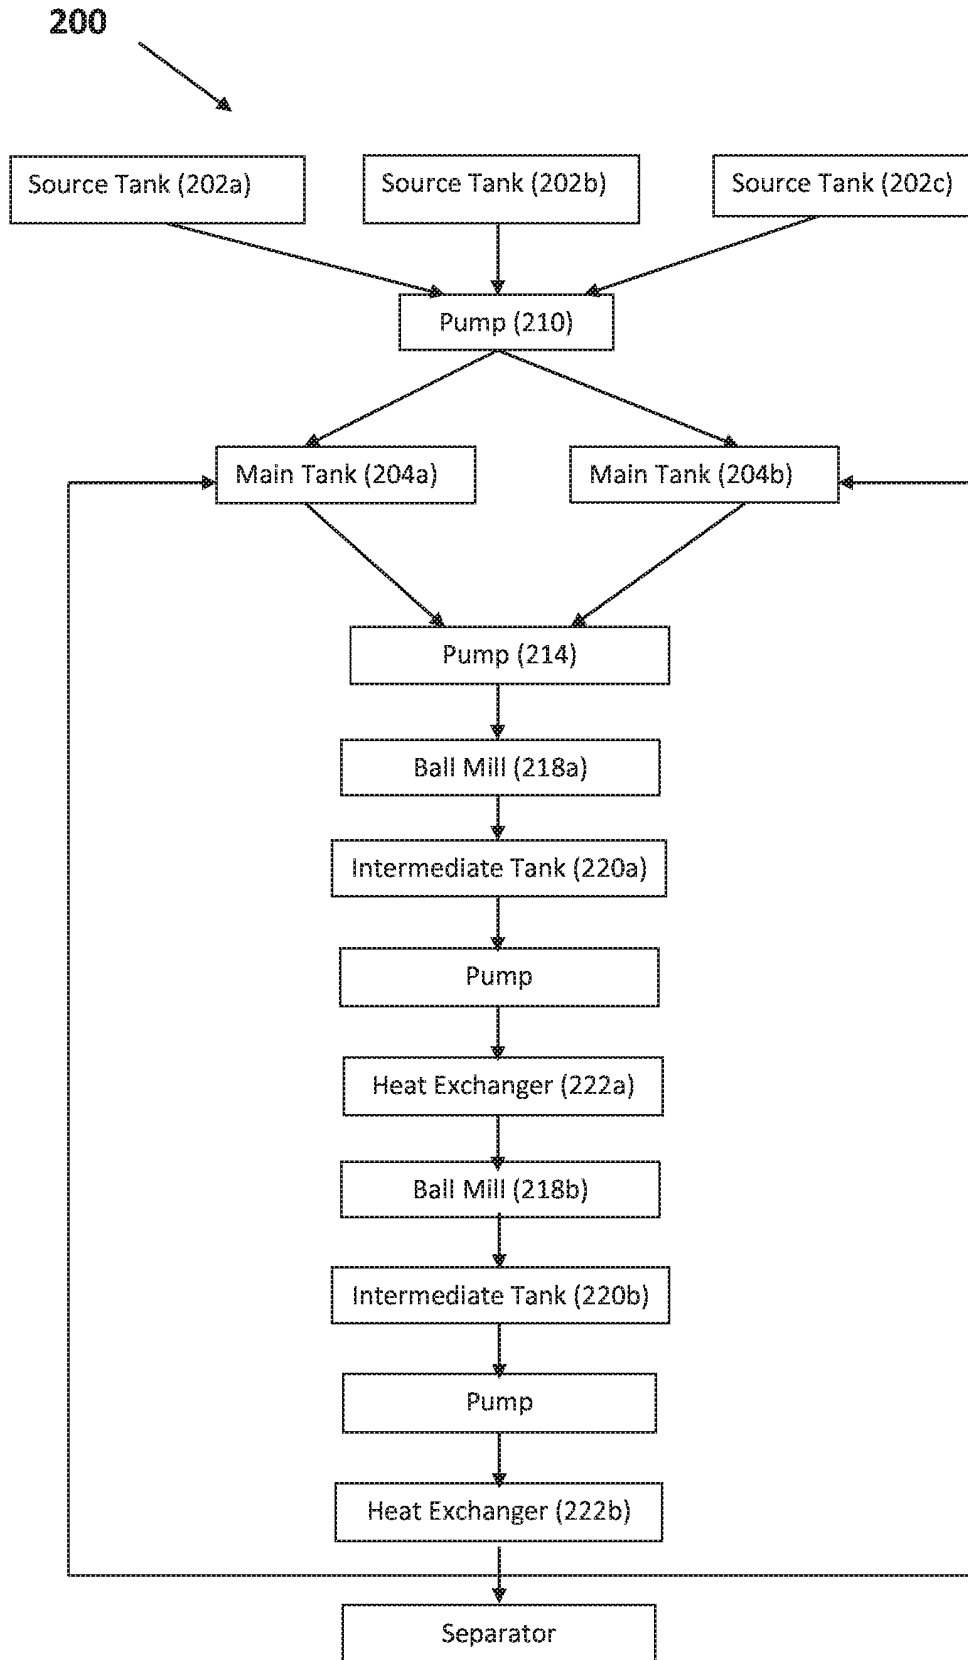 200
Source Tank (202a)
Source Tank (202b)
Source Tank (202c)
Pump (210)
Main Tank (204a)
Main Tank (204b)
Pump (214)
Ball Mill (218a)
Intermediate Tank (220a)
Pump
Heat Exchanger (222a)
Ball Mill (218b)
Intermediate Tank (220b)
Pump
Heat Exchanger (222b)
Separator